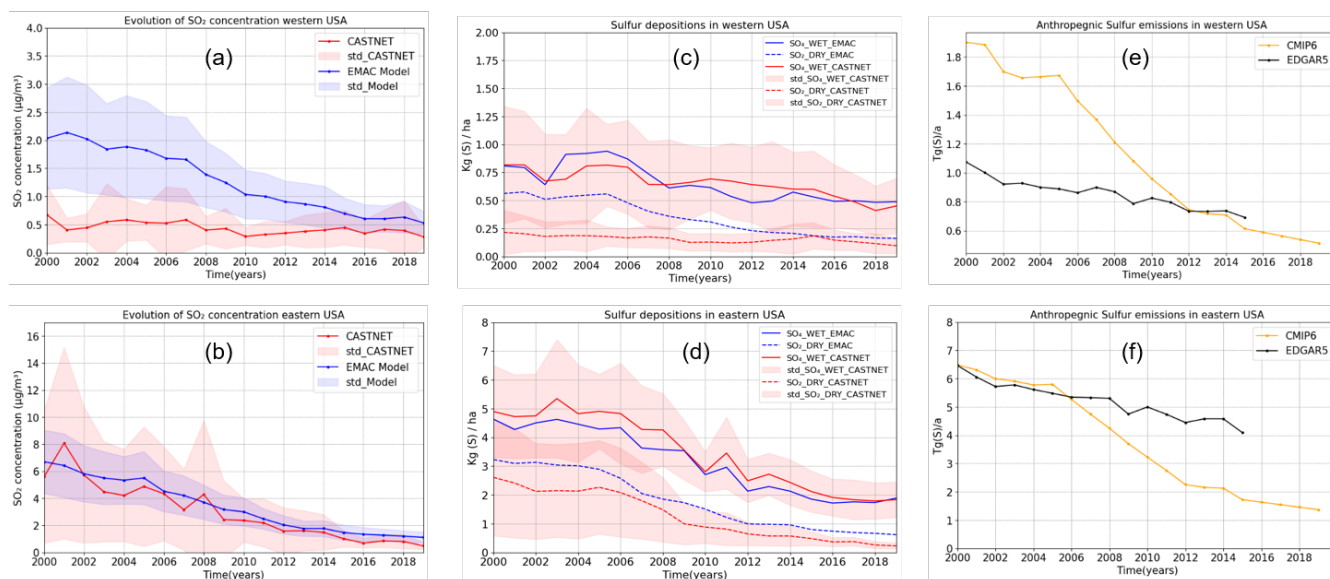 Evolution of SO₂ concentration western USA
SO₂ concentration (µg/m³)
4.0
3.5
3.0
2.5
2.0
1.5
1.0
0.5
0.0
(a)
CASTNET
std_CASTNET
EMAC Model
std_Model
2000 2002 2004 2006 2008 2010 2012 2014 2016 2018
Time(years)
Sulfur depositions in western USA
Kg (S) / ha
2.00
1.75
1.50
1.25
1.00
0.75
0.50
0.25
0.00
(c)
SO₄_WET_EMAC
SO₂_DRY_EMAC
SO₄_WET_CASTNET
std_SO₄_WET_CASTNET
SO₂_DRY_CASTNET
std_SO₂_DRY_CASTNET
2000 2002 2004 2006 2008 2010 2012 2014 2016 2018
Time(years)
Anthropegnic Sulfur emissions in western USA
Tg(S)/a
1.8
1.6
1.4
1.2
1.0
0.8
0.6
(e)
CMIP6
EDGAR5
2000 2002 2004 2006 2008 2010 2012 2014 2016 2018
Time(years)
Evolution of SO₂ concentration eastern USA
SO₂ concentration (µg/m³)
16
14
12
10
8
6
4
2
0
(b)
CASTNET
std_CASTNET
EMAC Model
std_Model
2000 2002 2004 2006 2008 2010 2012 2014 2016 2018
Time(years)
Sulfur depositions in eastern USA
Kg (S) / ha
8
7
6
5
4
3
2
1
0
(d)
SO₄_WET_EMAC
SO₂_DRY_EMAC
SO₄_WET_CASTNET
std_SO₄_WET_CASTNET
SO₂_DRY_CASTNET
std_SO₂_DRY_CASTNET
2000 2002 2004 2006 2008 2010 2012 2014 2016 2018
Time(years)
Anthropegnic Sulfur emissions in eastern USA
Tg(S)/a
8
7
6
5
4
3
2
1
0
(f)
CMIP6
EDGAR5
2000 2002 2004 2006 2008 2010 2012 2014 2016 2018
Time(years)